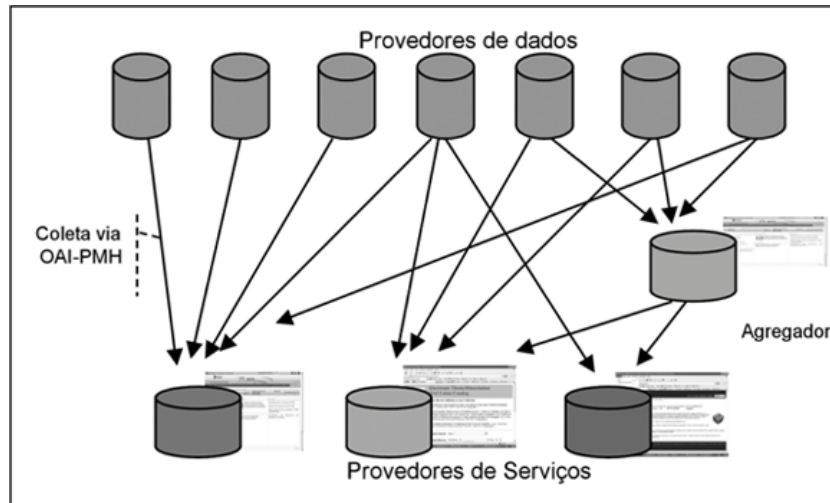 Provedores de dados
Coleta via
OAI-PMH
Agregador
Provedores de Serviços